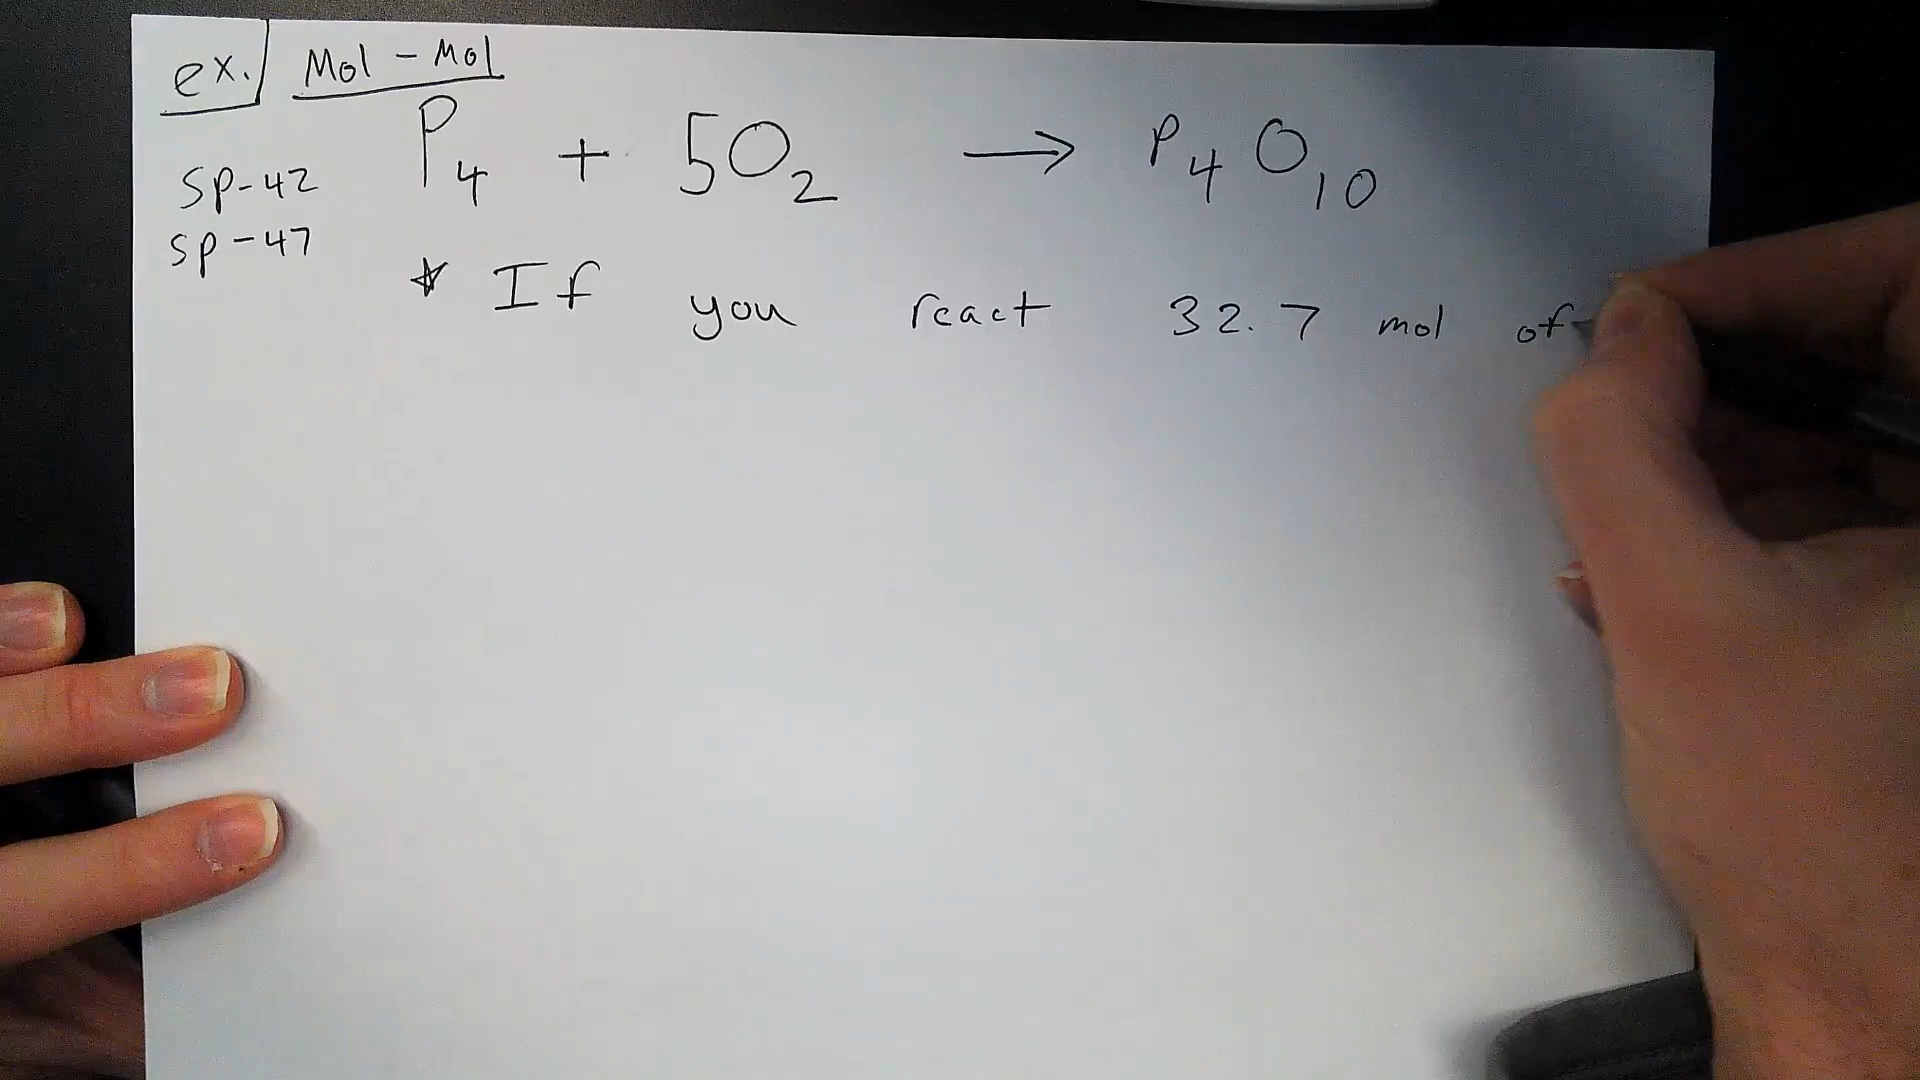 ex. Mol - Mol
P₄ + 5O₂ → P₄O₁₀
SP-42
SP-47
* If you react 32.7 mol of